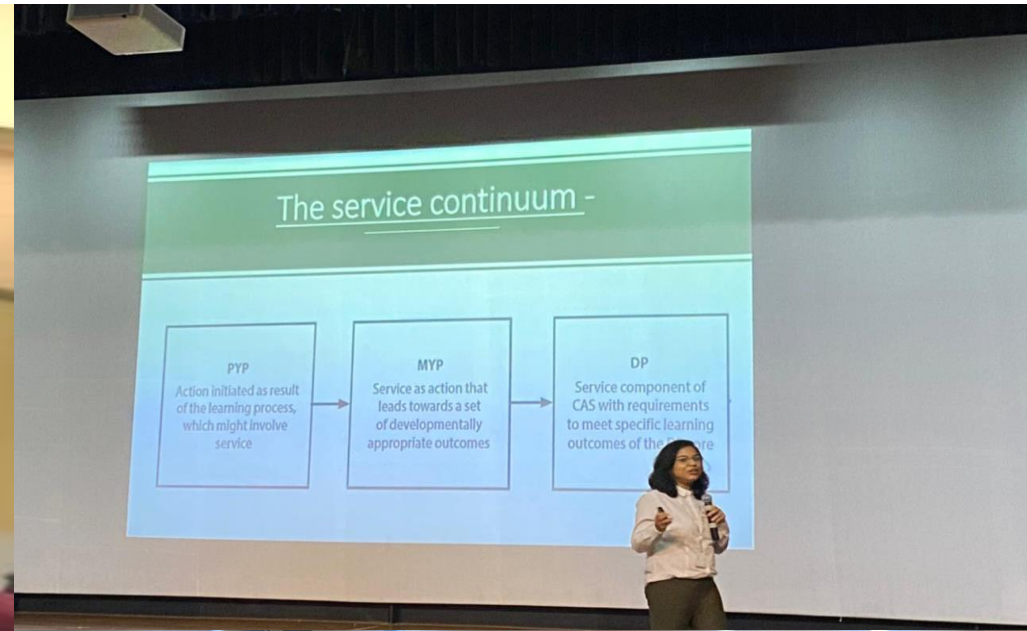 The service continuum -
PYP
Action initiated as result
of the learning process,
which might involve
service
MYP
Service as action that
leads towards a set
of developmentally
appropriate outcomes
DP
Service component of
CAS with requirements
to meet specific learning
outcomes of the